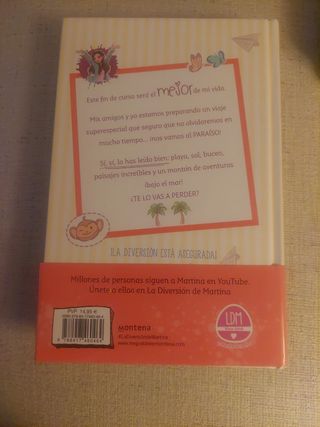 Este fin de curso será el mejor de mi vida.
Mis amigos y yo estamos preparando un viaje
superespecial que seguro que no olvidaremos en
mucho tiempo... ¡nos vamos al PARAÍSO!
Sí, sí, lo has leído bien: playa, sol, buceo,
paisajes increíbles y un montón de aventuras
¡bajo el mar!
¿TE LO VAS A PERDER?
¡LA DIVERSIÓN ESTÁ ASEGURADA!
Millones de personas siguen a Martina en YouTube.
Únete a ellos en La Diversión de Martina
PVP 14,95 €
montena
#LaDiversiónDeMartina
LDM